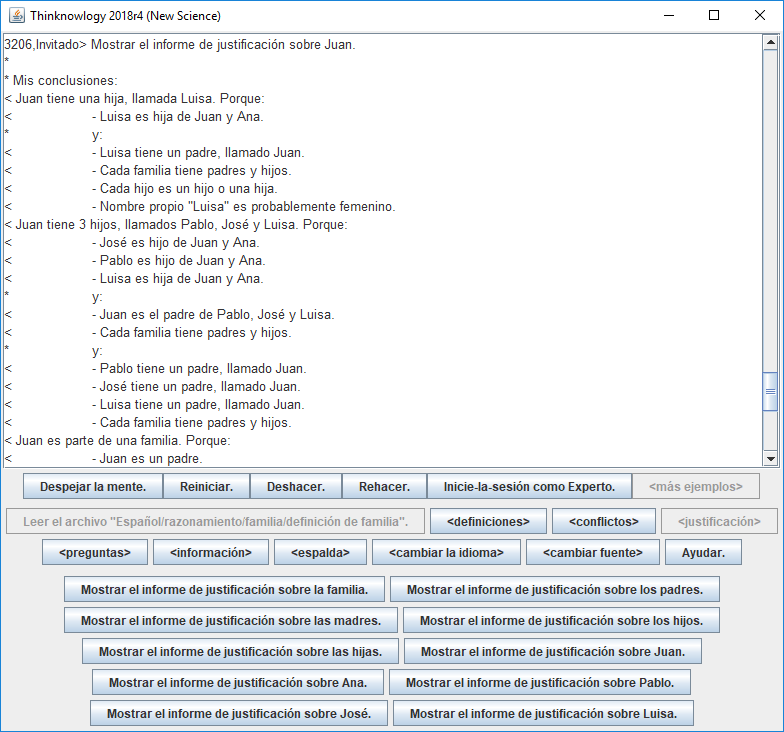 Thinknowlogy 2018r4 (New Science)
3206,Invitado> Mostrar el informe de justificación sobre Juan.
*
* Mis conclusiones:
< Juan tiene una hija, llamada Luisa. Porque:
< - Luisa es hija de Juan y Ana.
* y:
< - Luisa tiene un padre, llamado Juan.
< - Cada familia tiene padres y hijos.
< - Cada hijo es un hijo o una hija.
< - Nombre propio "Luisa" es probablemente femenino.
< Juan tiene 3 hijos, llamados Pablo, José y Luisa. Porque:
< - José es hijo de Juan y Ana.
< - Pablo es hijo de Juan y Ana.
< - Luisa es hija de Juan y Ana.
* y:
< - Juan es el padre de Pablo, José y Luisa.
< - Cada familia tiene padres y hijos.
* y:
< - Pablo tiene un padre, llamado Juan.
< - José tiene un padre, llamado Juan.
< - Luisa tiene un padre, llamado Juan.
< - Cada familia tiene padres y hijos.
< Juan es parte de una familia. Porque:
< - Juan es un padre.
Despejar la mente. Reiniciar. Deshacer. Rehacer. Inicie-la-sesión como Experto. <más ejemplos>
Leer el archivo "Español/razonamiento/familia/definición de familia". <definiciones> <conflictos> <justificación>
<preguntas> <información> <espalda> <cambiar la idioma> <cambiar fuente> Ayudar.
Mostrar el informe de justificación sobre la familia. Mostrar el informe de justificación sobre los padres.
Mostrar el informe de justificación sobre las madres. Mostrar el informe de justificación sobre los hijos.
Mostrar el informe de justificación sobre las hijas. Mostrar el informe de justificación sobre Juan.
Mostrar el informe de justificación sobre Ana. Mostrar el informe de justificación sobre Pablo.
Mostrar el informe de justificación sobre José. Mostrar el informe de justificación sobre Luisa.